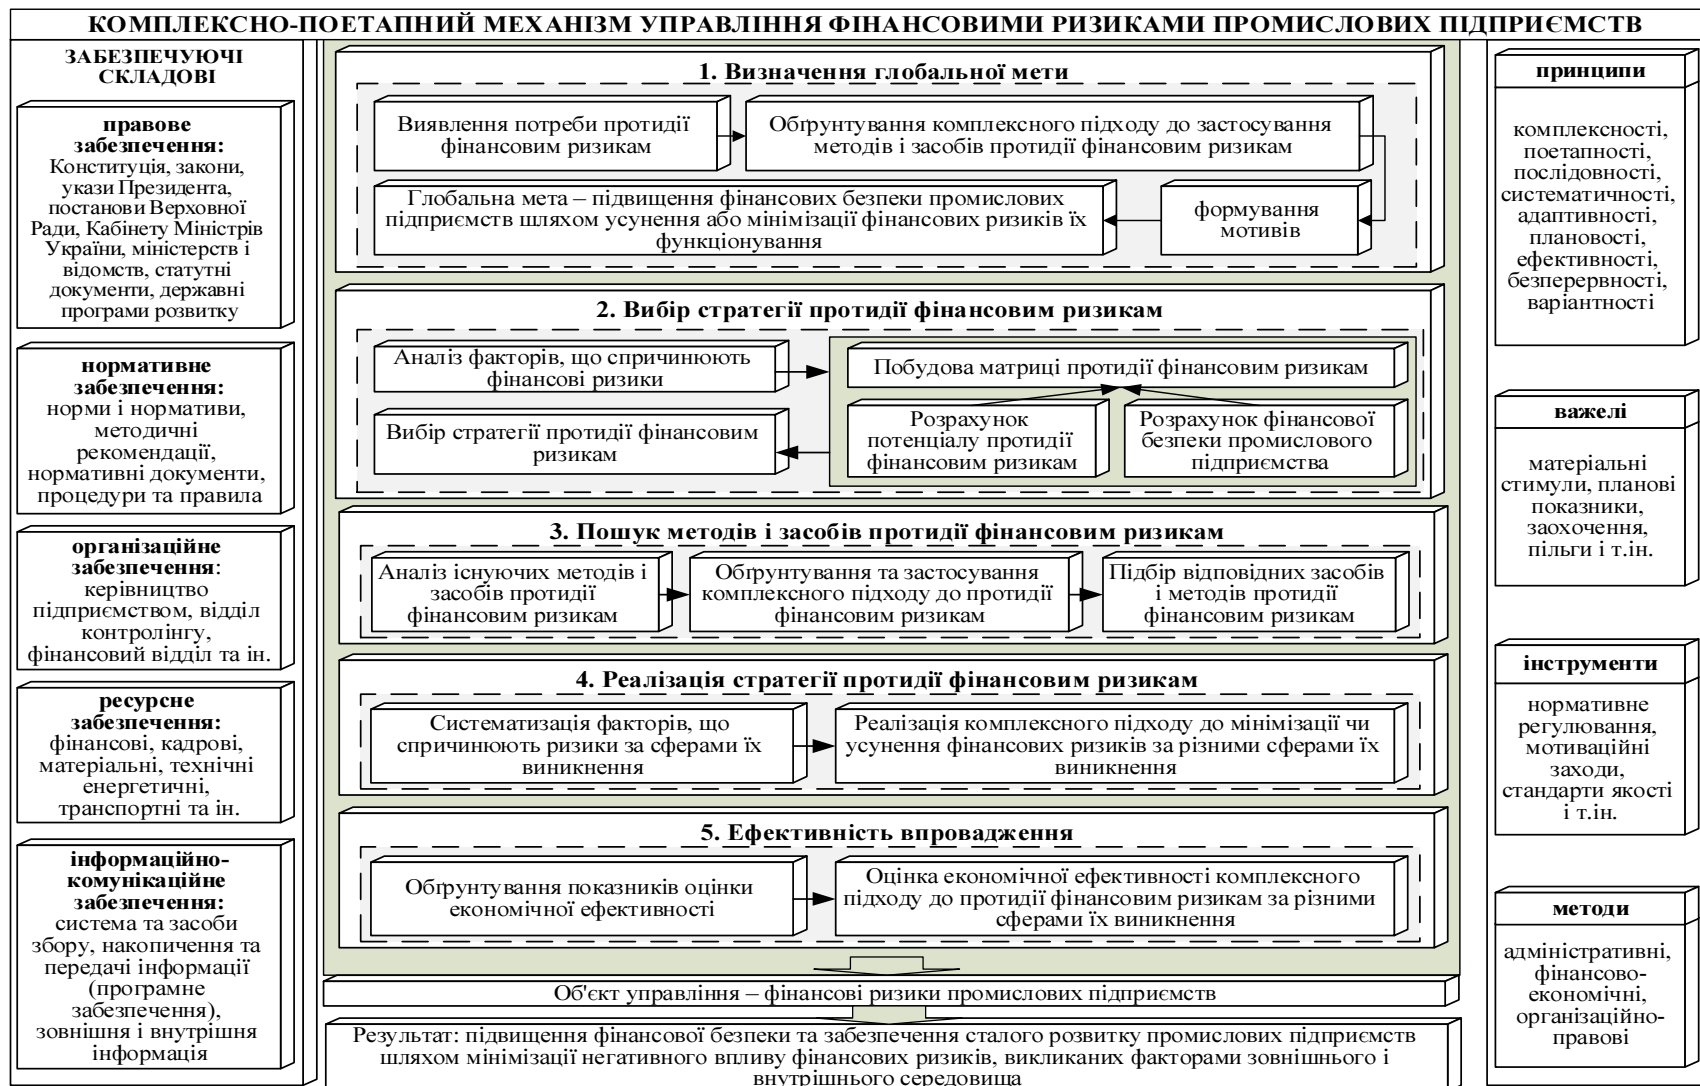 КОМПЛЕКСНО-ПОЕТАПНИЙ МЕХАНІЗМ УПРАВЛІННЯ ФІНАНСОВИМИ РИЗИКАМИ ПРОМИСЛОВИХ ПІДПРИЄМСТВ
ЗАБЕЗПЕЧУЮЧІ
СКЛАДОВІ
правове
забезпечення:
Конституція, закони,
укази Президента,
постанови Верховної
Ради, Кабінету Міністрів
України, міністерств і
відомств, статутні
документи, державні
програми розвитку
нормативне
забезпечення:
норми і нормативи,
методичні
рекомендації,
нормативні документи,
процедури та правила
організаційне
забезпечення:
керівництво
підприємством, відділ
контролінгу,
фінансовий відділ та ін.
ресурсне
забезпечення:
фінансові, кадрові,
матеріальні, технічні
енергетичні,
транспортні та ін.
інформаційно-
комунікаційне
забезпечення:
система та засоби
збору, накопичення та
передачі інформації
(програмне
забезпечення),
зовнішня і внутрішня
інформація
1. Визначення глобальної мети
Виявлення потреби протидії
фінансовим ризикам
Обґрунтування комплексного підходу до застосування
методів і засобів протидії фінансовим ризикам
Глобальна мета – підвищення фінансових безпеки промислових
підприємств шляхом усунення або мінімізації фінансових ризиків їх
функціонування
формування
мотивів
2. Вибір стратегії протидії фінансовим ризикам
Аналіз факторів, що спричинюють
фінансові ризики
Побудова матриці протидії фінансовим ризикам
Вибір стратегії протидії фінансовим
ризикам
Розрахунок
потенціалу протидії
фінансовим ризикам
Розрахунок фінансової
безпеки промислового
підприємства
3. Пошук методів і засобів протидії фінансовим ризикам
Аналіз існуючих методів і
засобів протидії
фінансовим ризикам
Обґрунтування та застосування
комплексного підходу до протидії
фінансовим ризикам
Підбір відповідних засобів
і методів протидії
фінансовим ризикам
4. Реалізація стратегії протидії фінансовим ризикам
Систематизація факторів, що
спричинюють ризики за сферами їх
виникнення
Реалізація комплексного підходу до мінімізації чи
усунення фінансових ризиків за різними сферами їх
виникнення
5. Ефективність впровадження
Обґрунтування показників оцінки
економічної ефективності
Оцінка економічної ефективності комплексного
підходу до протидії фінансовим ризикам за різними
сферами їх виникнення
Об'єкт управління – фінансові ризики промислових підприємств
Результат: підвищення фінансової безпеки та забезпечення сталого розвитку промислових підприємств
шляхом мінімізації негативного впливу фінансових ризиків, викликаних факторами зовнішнього і
внутрішнього середовища
принципи
комплексності,
поетапності,
послідовності,
систематичності,
адаптивності,
плановості,
ефективності,
безперервності,
варіантності
важелі
матеріальні
стимули, планові
показники,
заохочення,
пільги і т.ін.
інструменти
нормативне
регулювання,
мотиваційні
заходи,
стандарти якості
і т.ін.
методи
адміністративні,
фінансово-
економічні,
організаційно-
правові